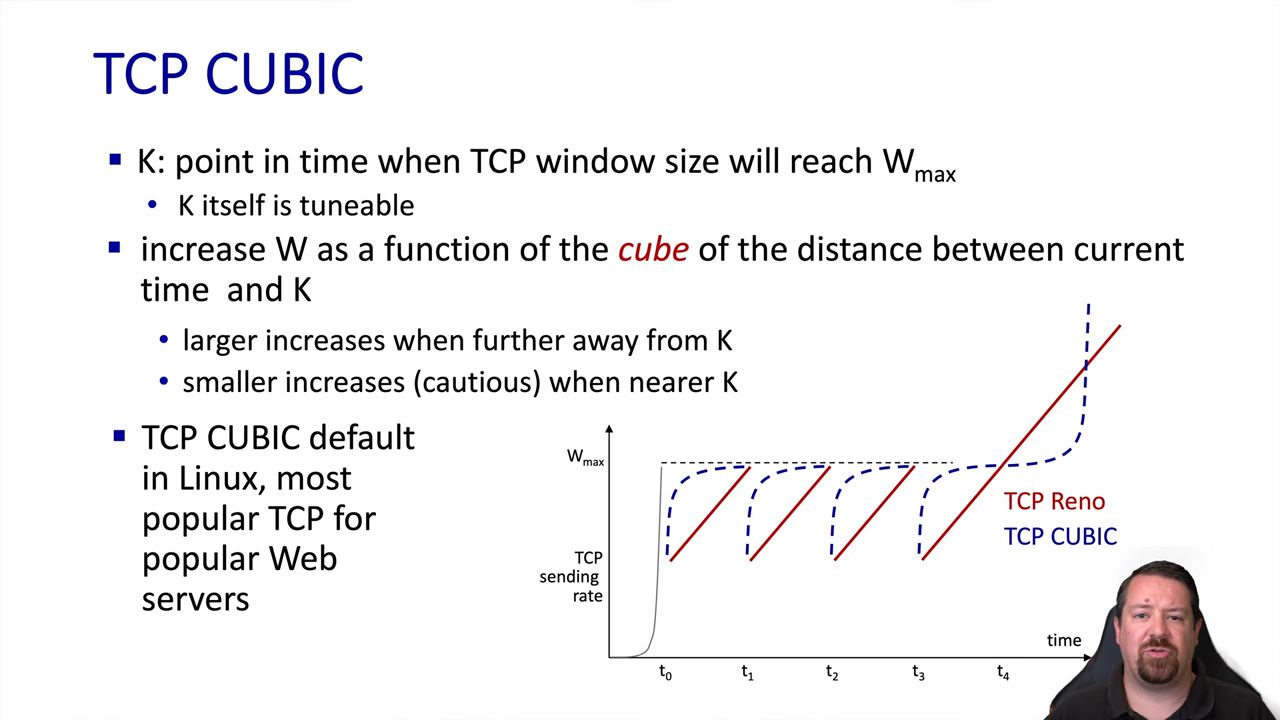 TCP CUBIC
K: point in time when TCP window size will reach Wmax
K itself is tuneable
increase W as a function of the cube of the distance between current
time and K
larger increases when further away from K
smaller increases (cautious) when nearer K
TCP CUBIC default
in Linux, most
popular TCP for
popular Web
servers
Wmax
TCP
sending
rate
TCP Reno
TCP CUBIC
time
t0
t1
t2
t3
t4